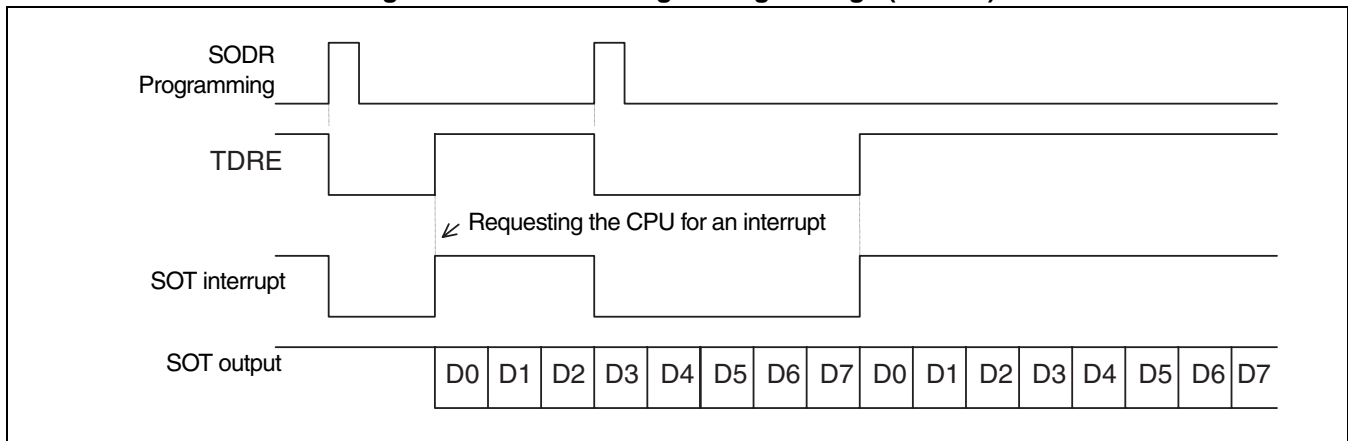 SODR
Programming
TDRE
Requesting the CPU for an interrupt
SOT interrupt
SOT output
D0 D1 D2 D3 D4 D5 D6 D7 D0 D1 D2 D3 D4 D5 D6 D7